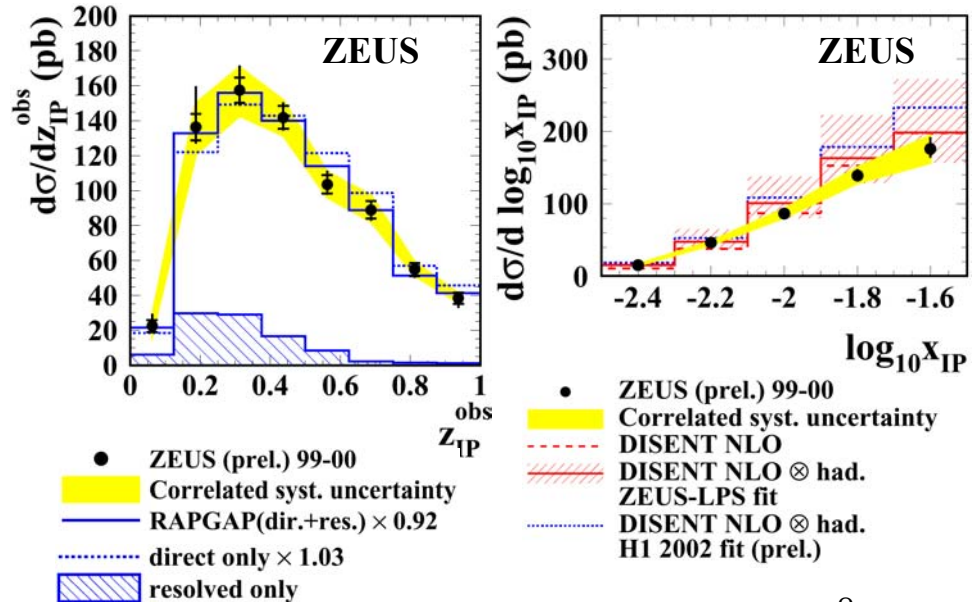 ZEUS
dσ/dz_IP^obs (pb)
200
180
160
140
120
100
80
60
40
20
0
0 0.2 0.4 0.6 0.8 1
z_IP^obs
● ZEUS (prel.) 99-00
Correlated syst. uncertainty
RAPGAP(dir.+res.) × 0.92
direct only × 1.03
resolved only
ZEUS
dσ/d log₁₀x_IP (pb)
300
200
100
0
-2.4 -2.2 -2 -1.8 -1.6
log₁₀x_IP
● ZEUS (prel.) 99-00
Correlated syst. uncertainty
DISENT NLO
DISENT NLO ⊗ had.
ZEUS-LPS fit
DISENT NLO ⊗ had.
H1 2002 fit (prel.)